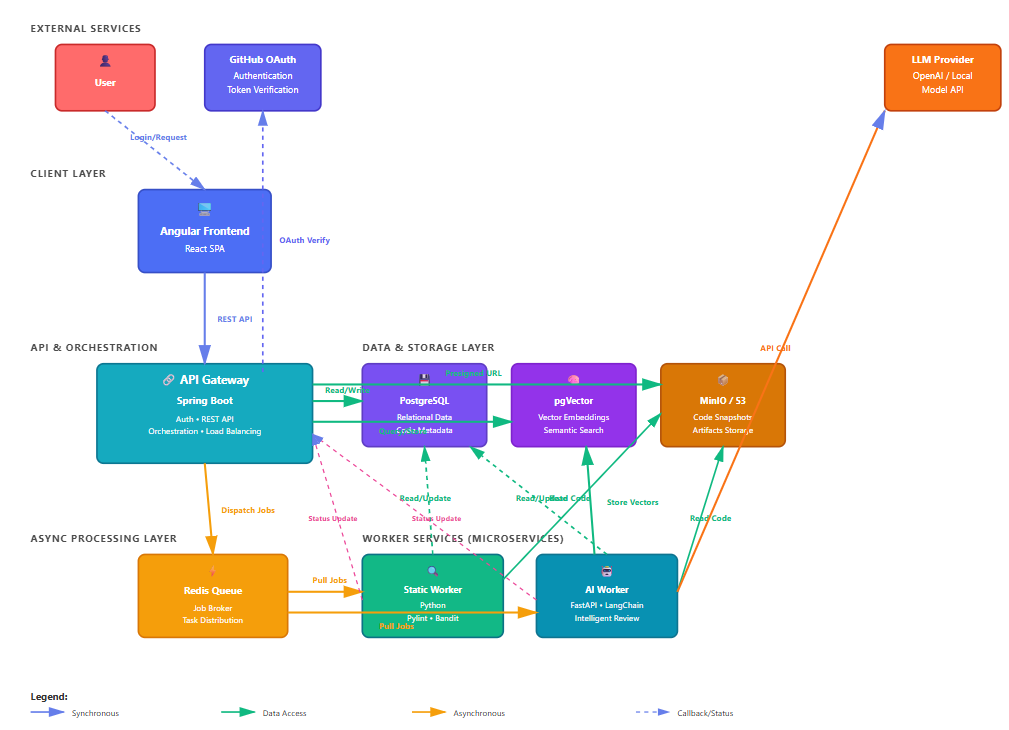 EXTERNAL SERVICES
User
GitHub OAuth
Authentication
Token Verification
LLM Provider
OpenAI / Local
Model API
Login/Request
CLIENT LAYER
Angular Frontend
React SPA
OAuth Verify
REST API
API Call
API & ORCHESTRATION
DATA & STORAGE LAYER
API Gateway
Spring Boot
Auth • REST API
Orchestration • Load Balancing
Presigned URL
Read/Write
PostgreSQL
Relational Data
Code Metadata
pgVector
Vector Embeddings
Semantic Search
MinIO / S3
Code Snapshots
Artifacts Storage
Read/Update
Read/Update
Read Code
Store Vectors
Dispatch Jobs
Status Update
Status Update
Read Code
ASYNC PROCESSING LAYER
WORKER SERVICES (MICROSERVICES)
Redis Queue
Job Broker
Task Distribution
Pull Jobs
Static Worker
Python
Pylint • Bandit
Pull Jobs
AI Worker
FastAPI • LangChain
Intelligent Review
Legend:
Synchronous
Data Access
Asynchronous
Callback/Status